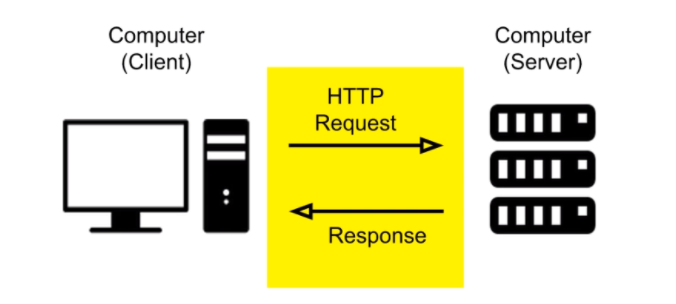 Computer
(Client)
Computer
(Server)
HTTP
Request
Response